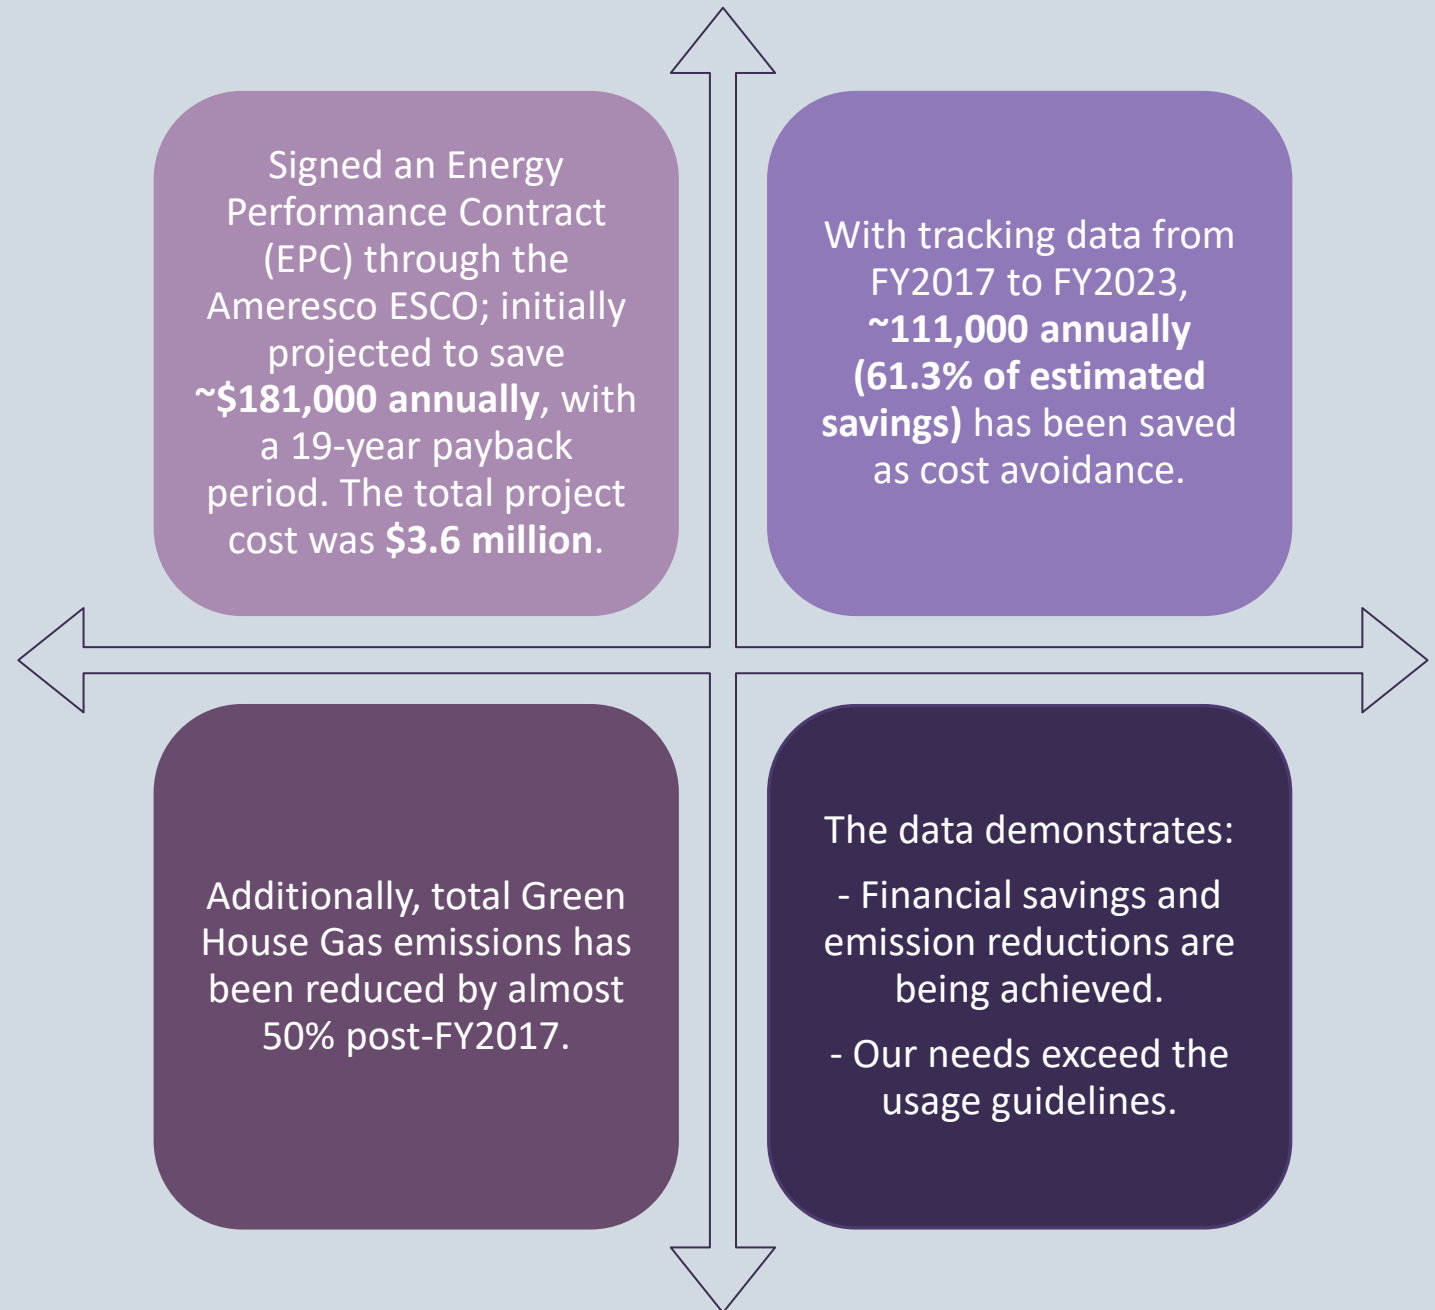 Signed an Energy
Performance Contract
(EPC) through the
Ameresco ESCO; initially
projected to save
~$181,000 annually, with
a 19-year payback
period. The total project
cost was $3.6 million.
With tracking data from
FY2017 to FY2023,
~111,000 annually
(61.3% of estimated
savings) has been saved
as cost avoidance.
Additionally, total Green
House Gas emissions has
been reduced by almost
50% post-FY2017.
The data demonstrates:
- Financial savings and
emission reductions are
being achieved.
- Our needs exceed the
usage guidelines.